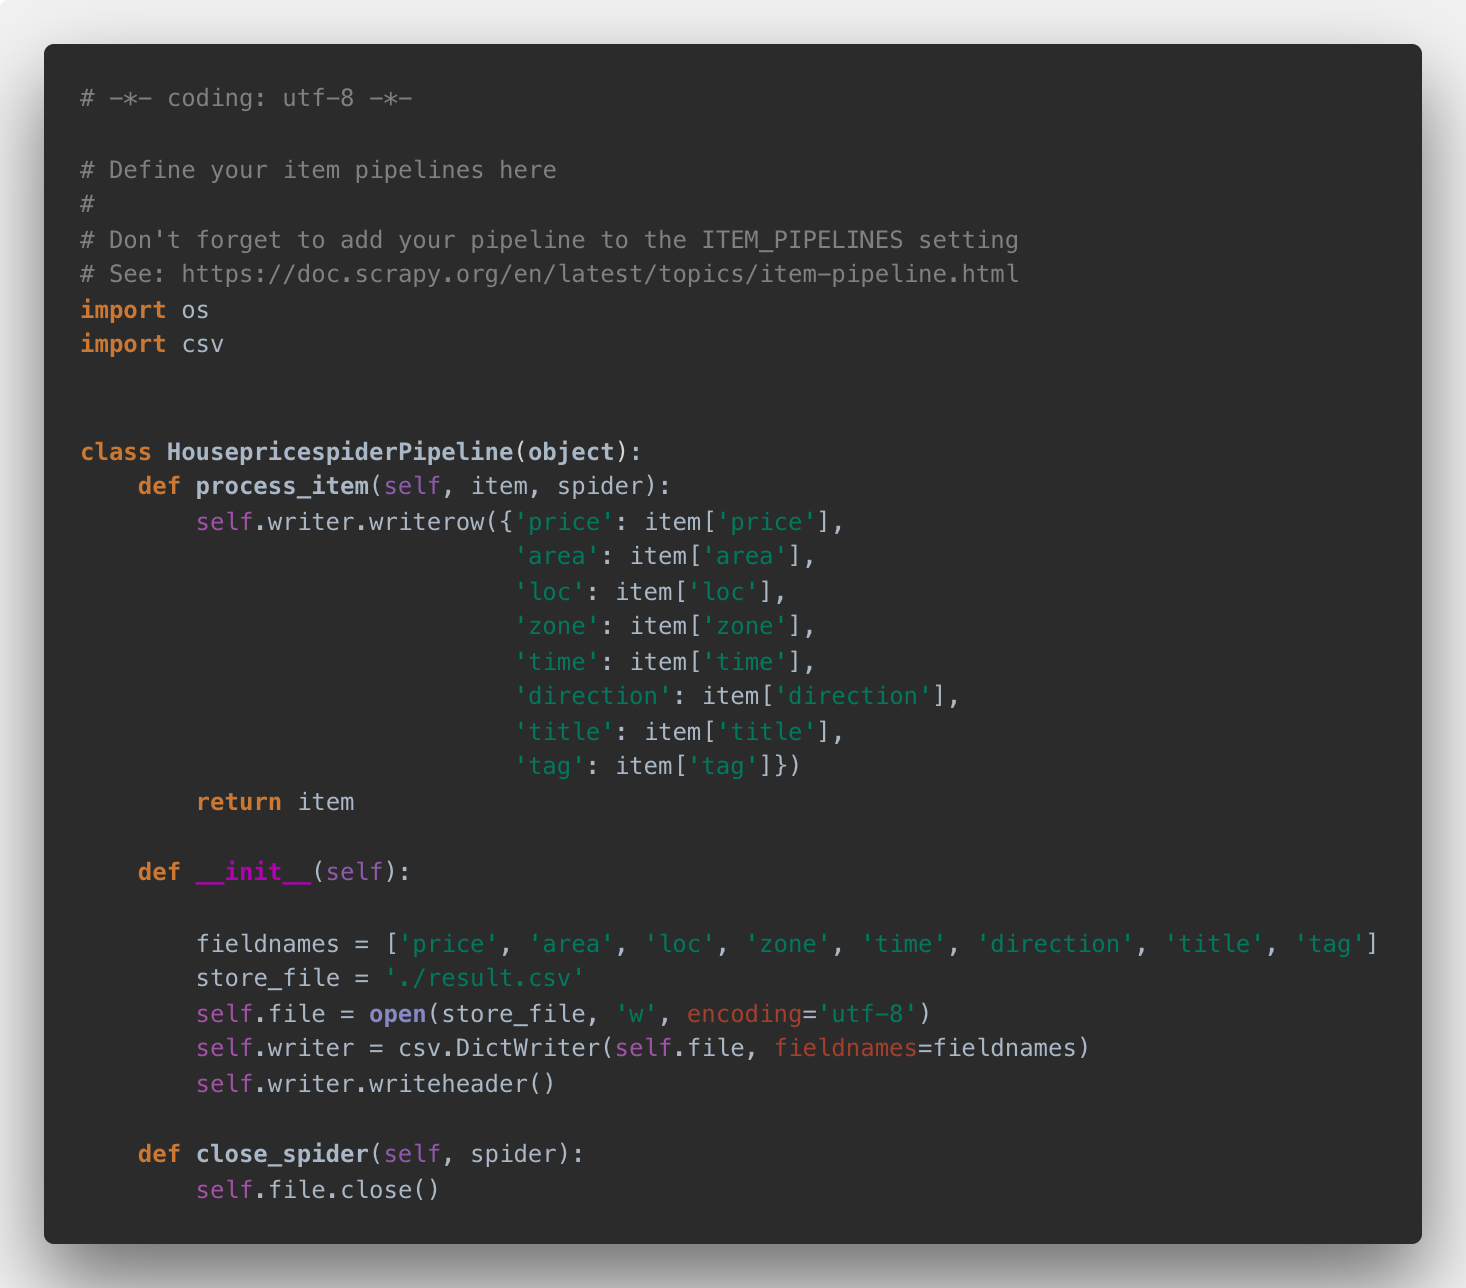 # -*- coding: utf-8 -*-

# Define your item pipelines here
#
# Don't forget to add your pipeline to the ITEM_PIPELINES setting
# See: https://doc.scrapy.org/en/latest/topics/item-pipeline.html
import os
import csv


class HousepricespiderPipeline(object):
    def process_item(self, item, spider):
        self.writer.writerow({'price': item['price'],
                              'area': item['area'],
                              'loc': item['loc'],
                              'zone': item['zone'],
                              'time': item['time'],
                              'direction': item['direction'],
                              'title': item['title'],
                              'tag': item['tag']})
        return item

    def __init__(self):

        fieldnames = ['price', 'area', 'loc', 'zone', 'time', 'direction', 'title', 'tag']
        store_file = './result.csv'
        self.file = open(store_file, 'w', encoding='utf-8')
        self.writer = csv.DictWriter(self.file, fieldnames=fieldnames)
        self.writer.writeheader()

    def close_spider(self, spider):
        self.file.close()